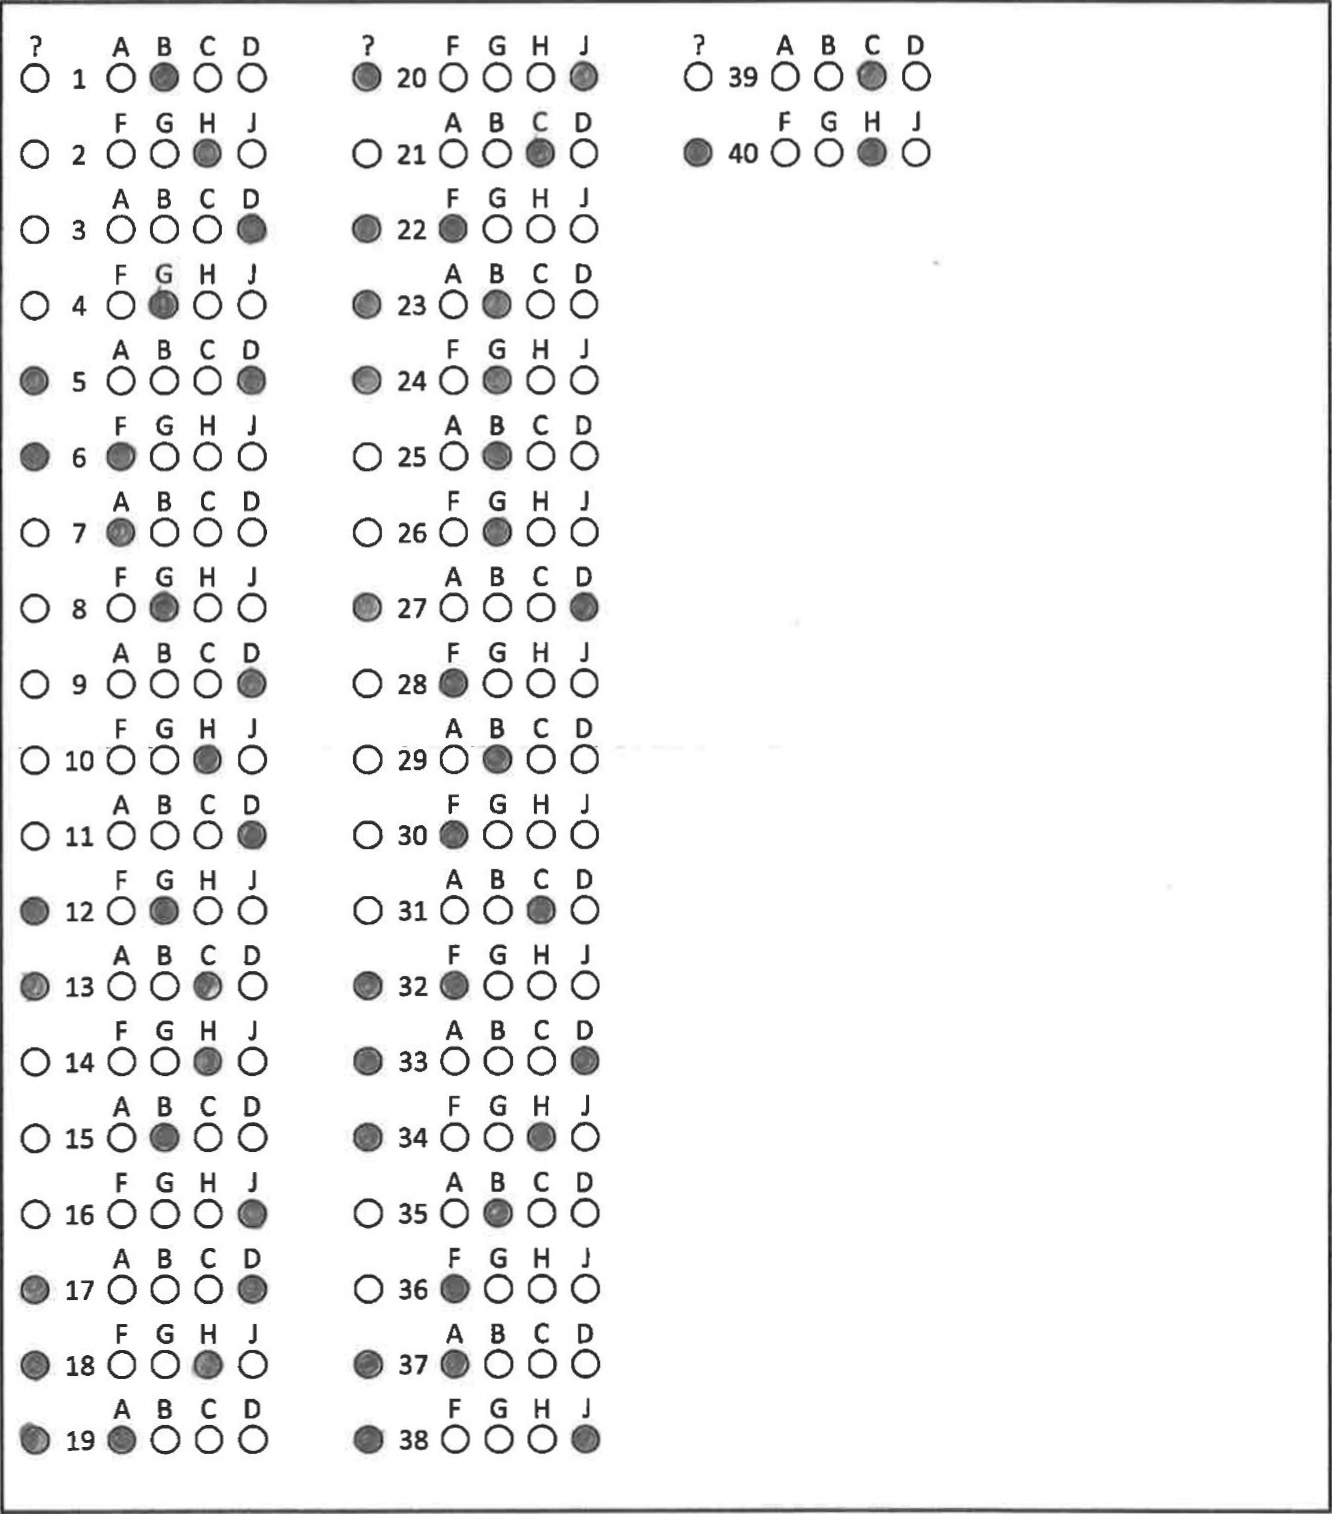 ? A B C D
1
F G H J
2
A B C D
3
F G H J
4
A B C D
5
F G H J
6
A B C D
7
F G H J
8
A B C D
9
F G H J
10
A B C D
11
F G H J
12
A B C D
13
F G H J
14
A B C D
15
F G H J
16
A B C D
17
F G H J
18
A B C D
19
? F G H J
20
A B C D
21
F G H J
22
A B C D
23
F G H J
24
A B C D
25
F G H J
26
A B C D
27
F G H J
28
A B C D
29
F G H J
30
A B C D
31
F G H J
32
A B C D
33
F G H J
34
A B C D
35
F G H J
36
A B C D
37
F G H J
38
? A B C D
39
F G H J
40